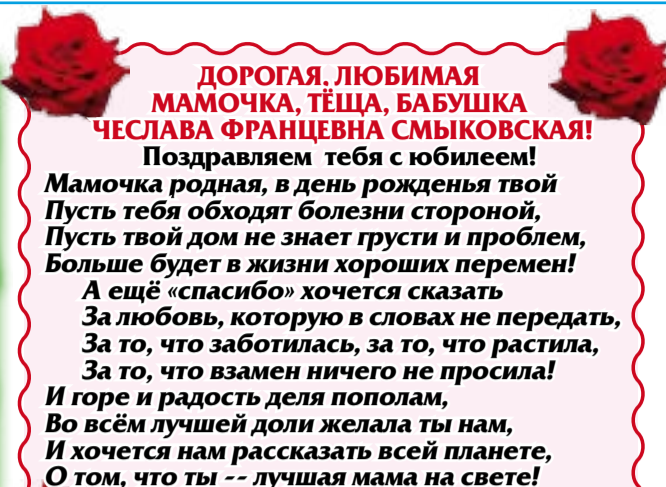 ДОРОГАЯ, ЛЮБИМАЯ
МАМОЧКА, ТЁЩА, БАБУШКА
ЧЕСЛАВА ФРАНЦЕВНА СМЫКОВСКАЯ!
Поздравляем тебя с юбилеем!
Мамочка родная, в день рожденья твой
Пусть тебя обходят болезни стороной,
Пусть твой дом не знает грусти и проблем,
Больше будет в жизни хороших перемен!
А ещё «спасибо» хочется сказать
За любовь, которую в словах не передать,
За то, что заботилась, за то, что растила,
За то, что взамен ничего не просила!
И горе и радость деля пополам,
Во всём лучшей доли желала ты нам,
И хочется нам рассказать всей планете,
О том, что ты -- лучшая мама на свете!